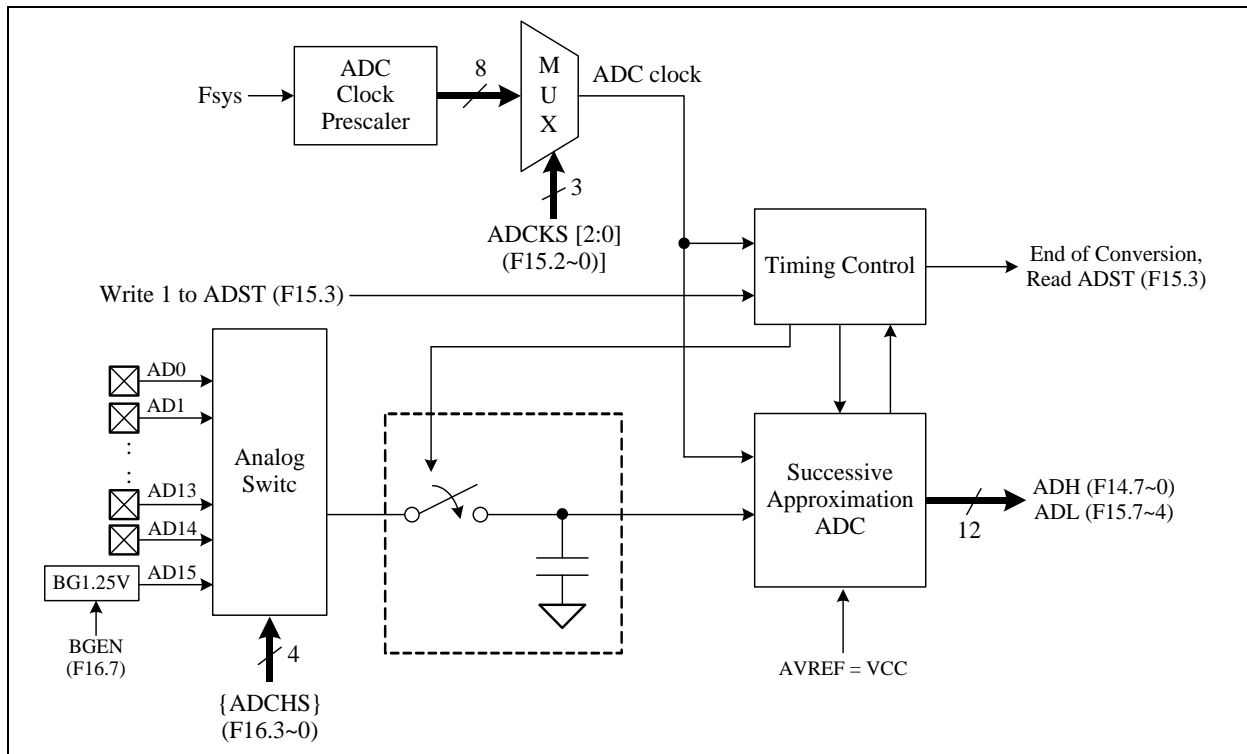 Fsys
ADC
Clock
Prescaler
8
M
U
X
ADC clock
3
ADCKS [2:0]
(F15.2~0)]
Write 1 to ADST (F15.3)
Timing Control
End of Conversion,
Read ADST (F15.3)
AD0
AD1
AD13
AD14
AD15
BG1.25V
BGEN
(F16.7)
Analog
Switc
4
{ADCHS}
(F16.3~0)
Successive
Approximation
ADC
12
ADH (F14.7~0)
ADL (F15.7~4)
AVREF = VCC